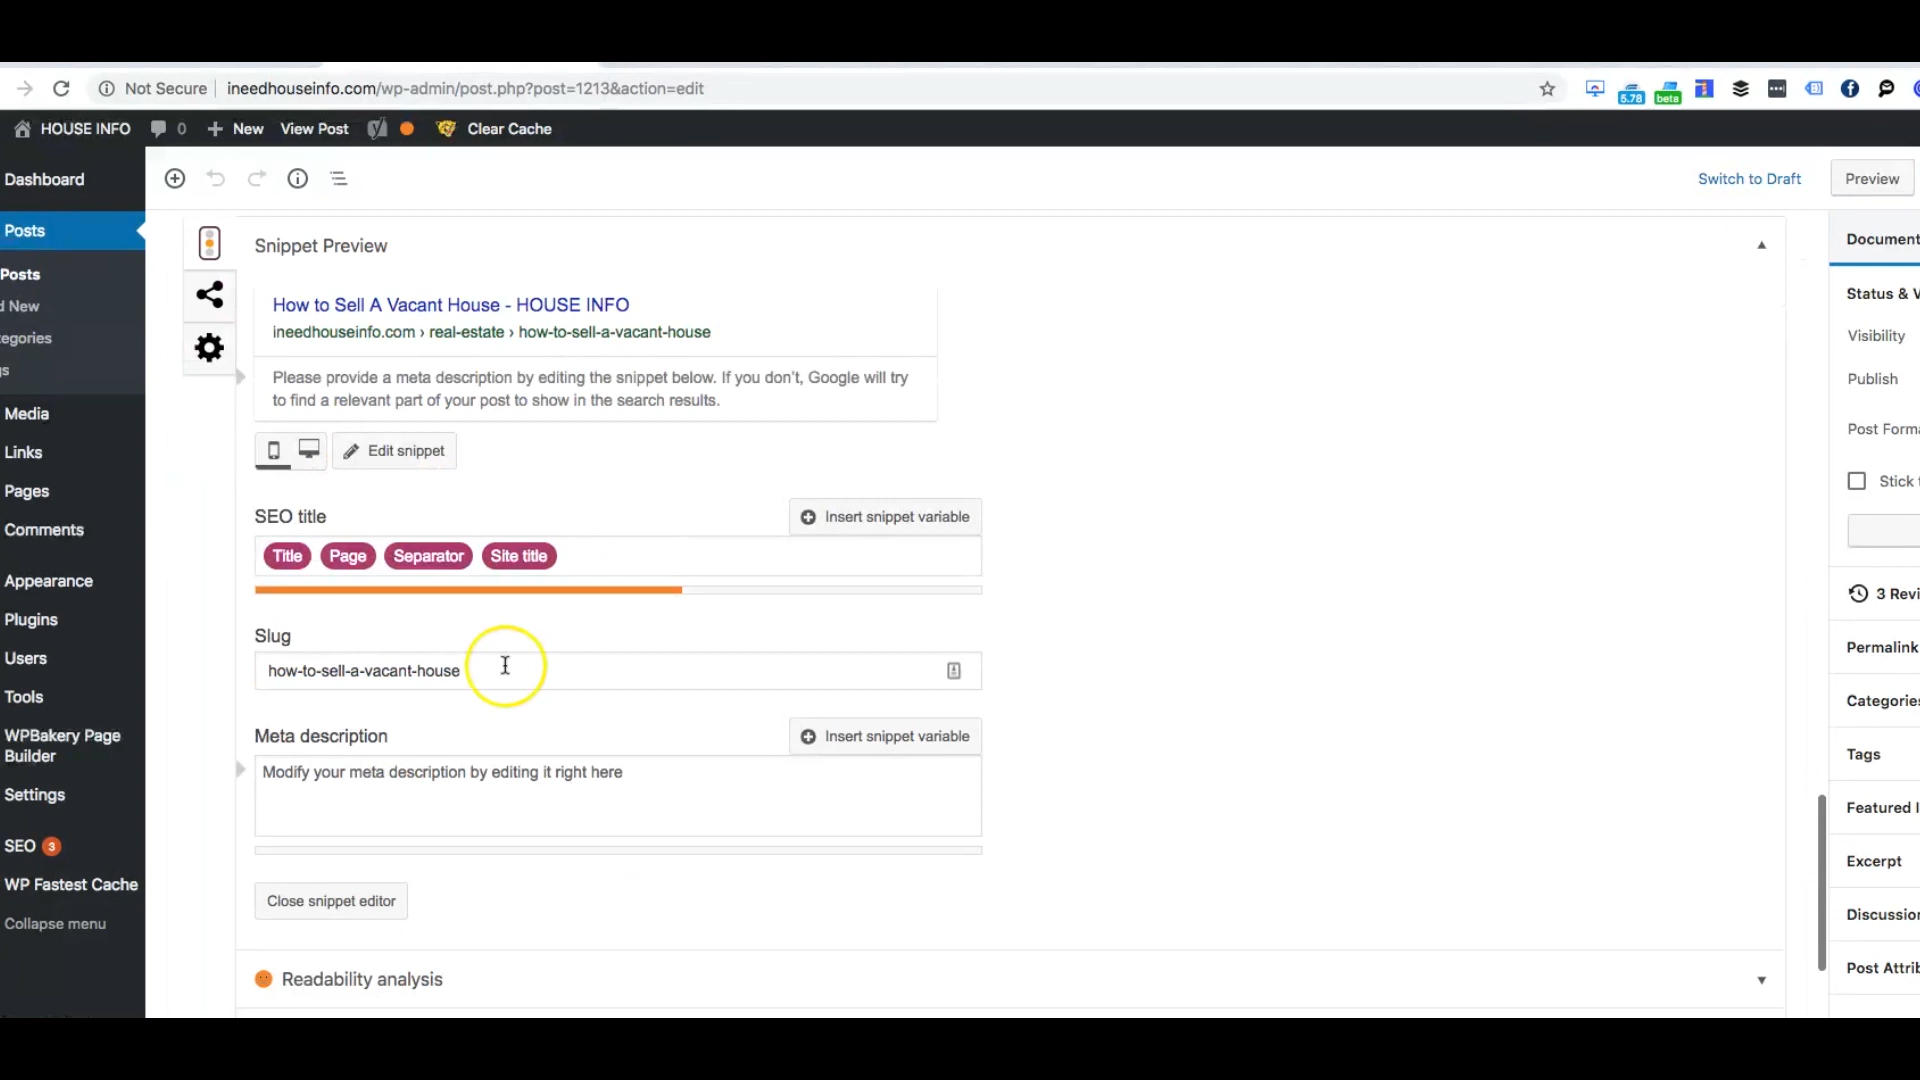 Not Secure ineedhouseinfo.com/wp-admin/post.php?post=1213&action=edit
5.78 beta
HOUSE INFO 0 New View Post Clear Cache
Dashboard
Posts
Posts
d New
egories
gs
Media
Links
Pages
Comments
Appearance
Plugins
Users
Tools
WPBakery Page
Builder
Settings
SEO 3
WP Fastest Cache
Collapse menu
Switch to Draft Preview
Snippet Preview
How to Sell A Vacant House - HOUSE INFO
ineedhouseinfo.com › real-estate › how-to-sell-a-vacant-house
Please provide a meta description by editing the snippet below. If you don't, Google will try
to find a relevant part of your post to show in the search results.
Edit snippet
SEO title Insert snippet variable
Title Page Separator Site title
Slug
how-to-sell-a-vacant-house
Meta description Insert snippet variable
Modify your meta description by editing it right here
Close snippet editor
Readability analysis
Document
Status & V
Visibility
Publish
Post Forma
Stick t
3 Revi
Permalink
Categories
Tags
Featured I
Excerpt
Discussion
Post Attrib